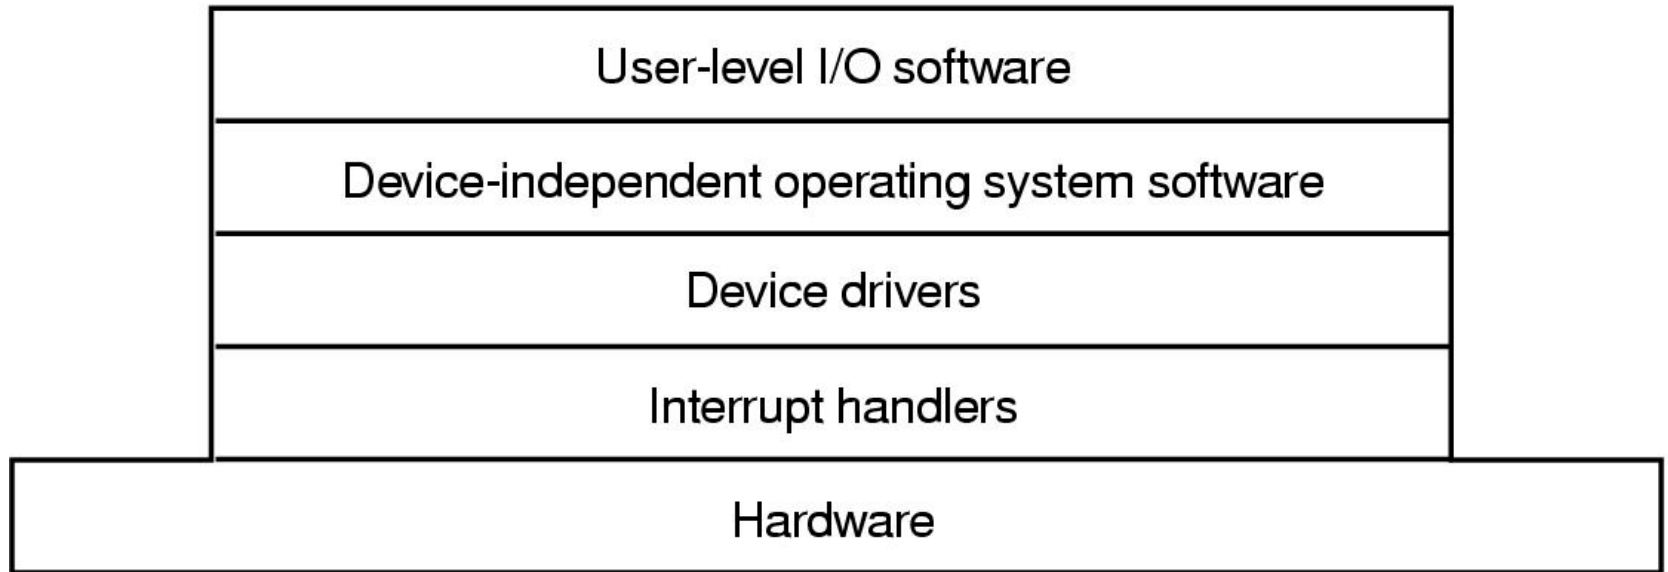 User-level I/O software
Device-independent operating system software
Device drivers
Interrupt handlers
Hardware